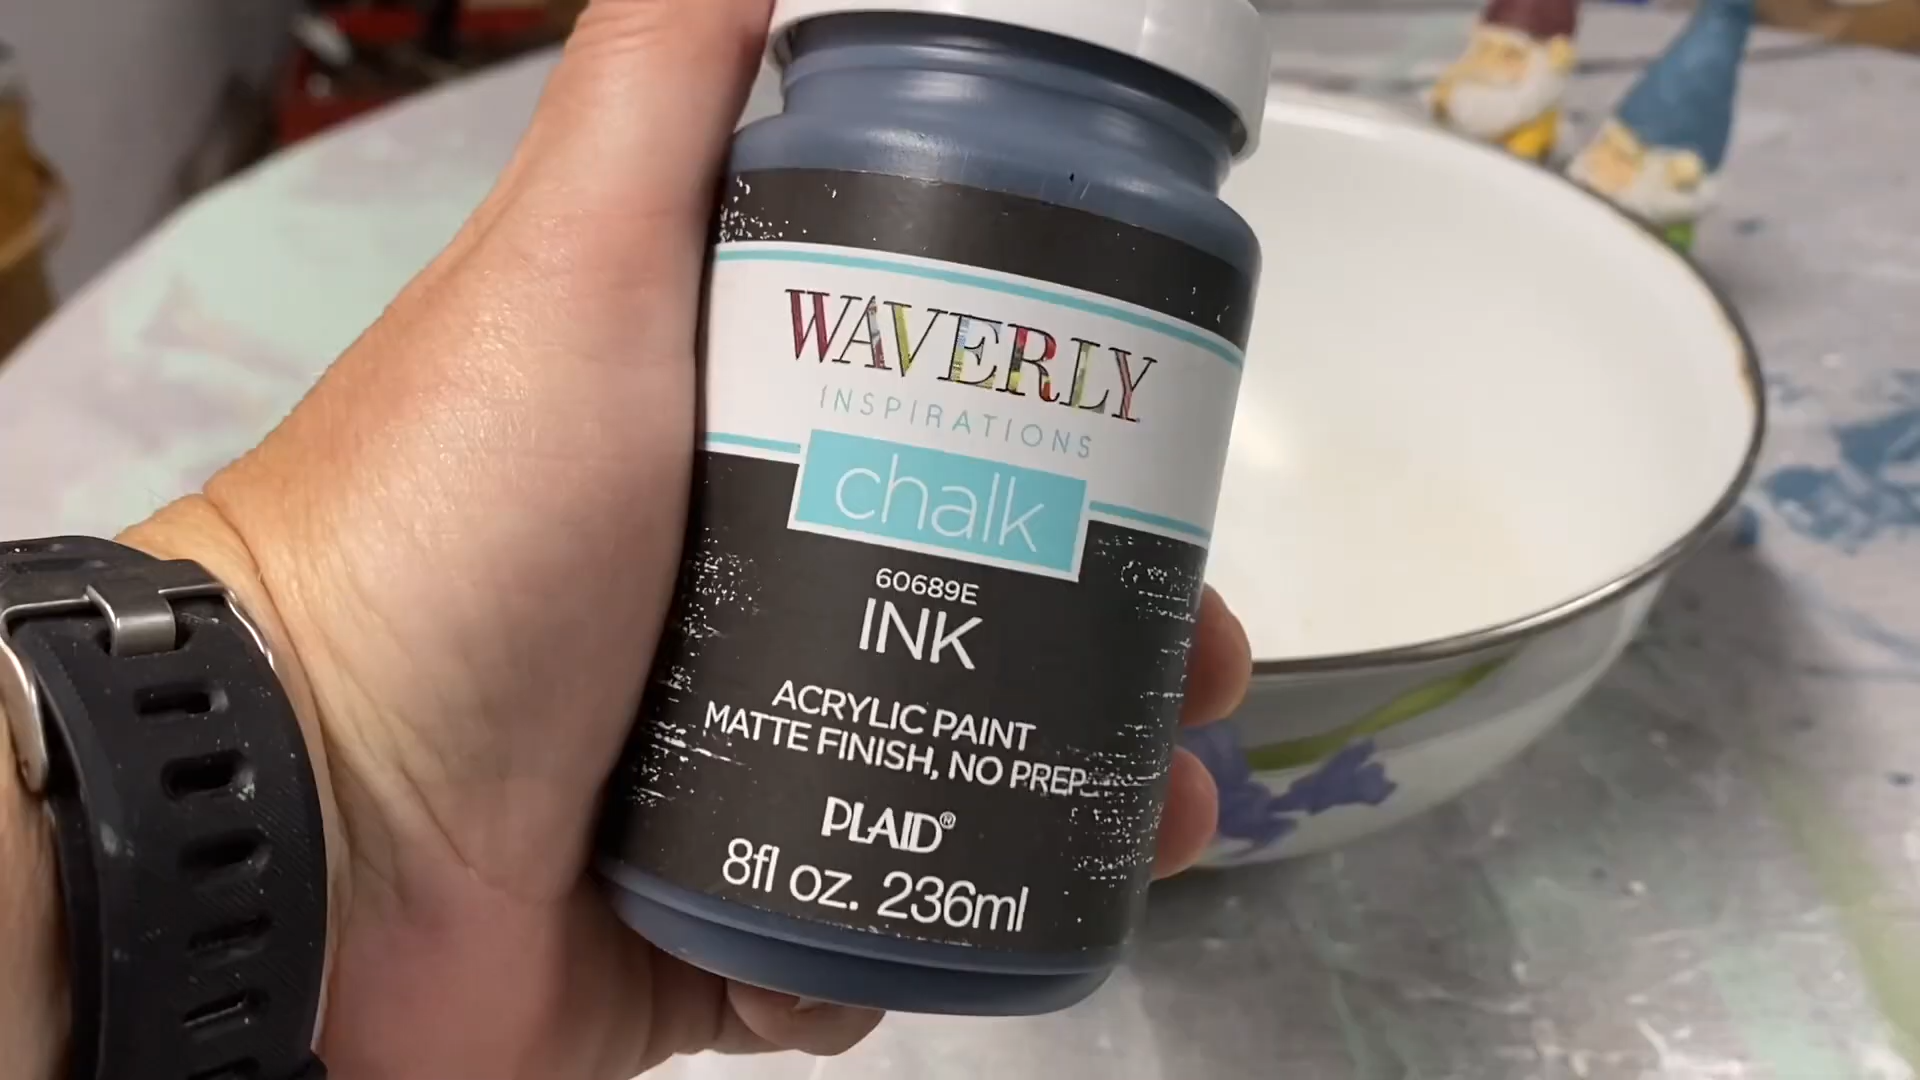 WAVERLY
INSPIRATIONS
chalk
60689E
INK
ACRYLIC PAINT
MATTE FINISH, NO PREP
PLAID®
8fl oz. 236ml